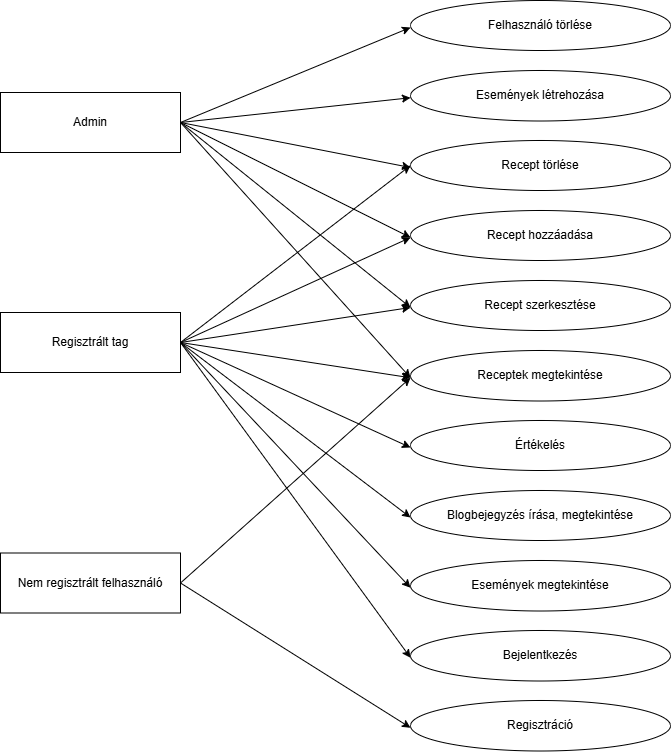 Felhasználó törlése
Admin
Események létrehozása
Recept törlése
Recept hozzáadása
Recept szerkesztése
Regisztrált tag
Receptek megtekintése
Értékelés
Blogbejegyzés írása, megtekintése
Nem regisztrált felhasználó
Események megtekintése
Bejelentkezés
Regisztráció